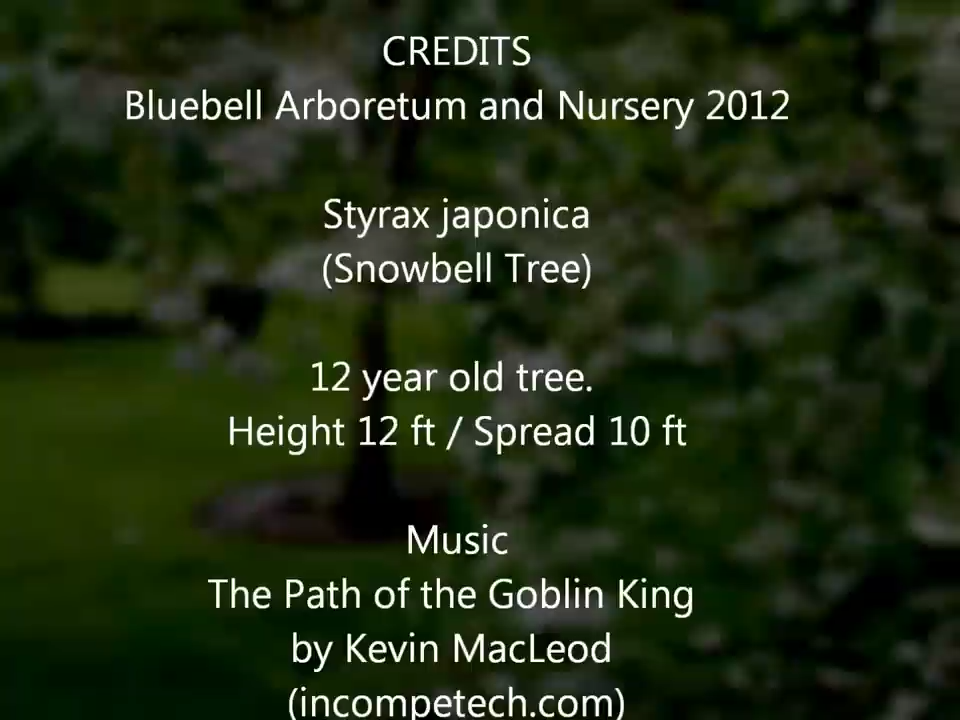 CREDITS
Bluebell Arboretum and Nursery 2012
Styrax japonica
(Snowbell Tree)
12 year old tree.
Height 12 ft / Spread 10 ft
Music
The Path of the Goblin King
by Kevin MacLeod
(incompetech.com)